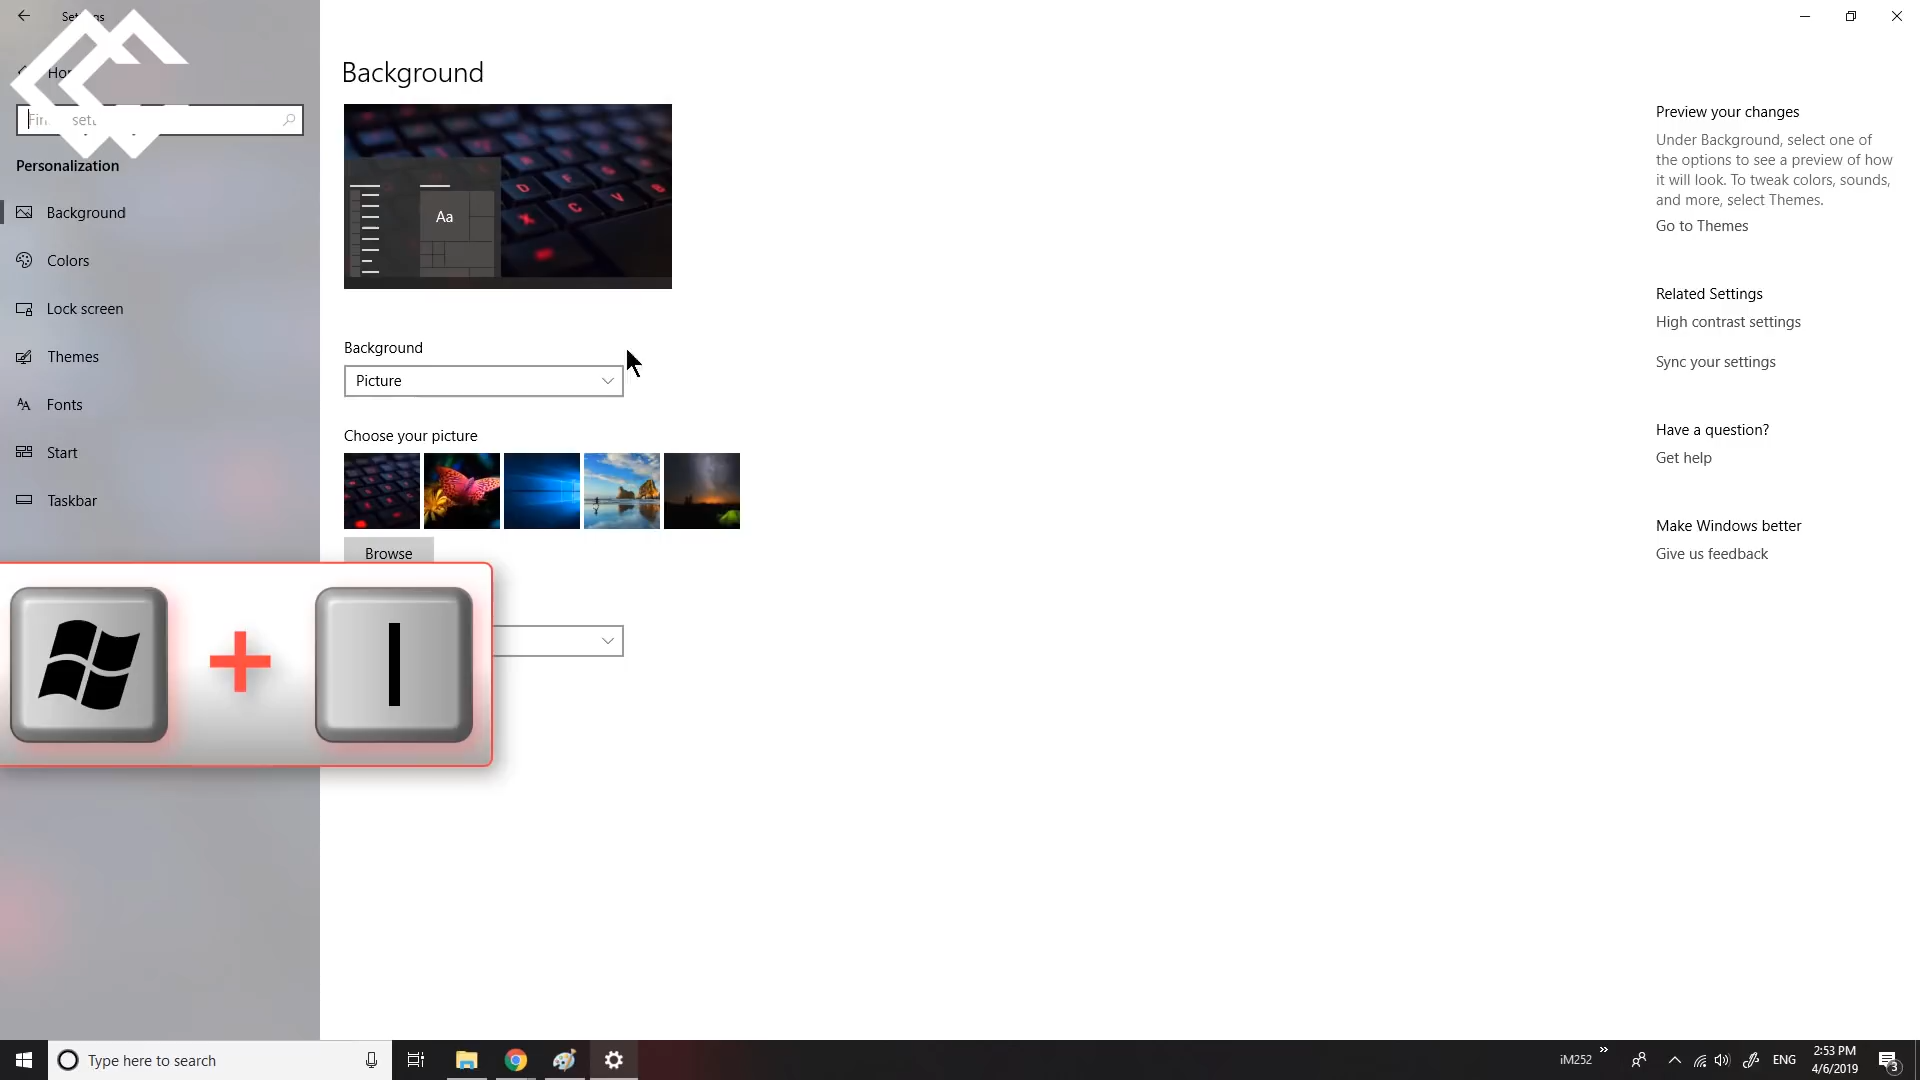 Background
Personalization
Background
Colors
Lock screen
Themes
Fonts
Start
Taskbar
Aa
D F G
X C V B
Background
Picture
Choose your picture
Browse
I
Preview your changes
Under Background, select one of
the options to see a preview of how
it will look. To tweak colors, sounds,
and more, select Themes.
Go to Themes
Related Settings
High contrast settings
Sync your settings
Have a question?
Get help
Make Windows better
Give us feedback
Type here to search
iM252
ENG
2:53 PM
4/6/2019
3